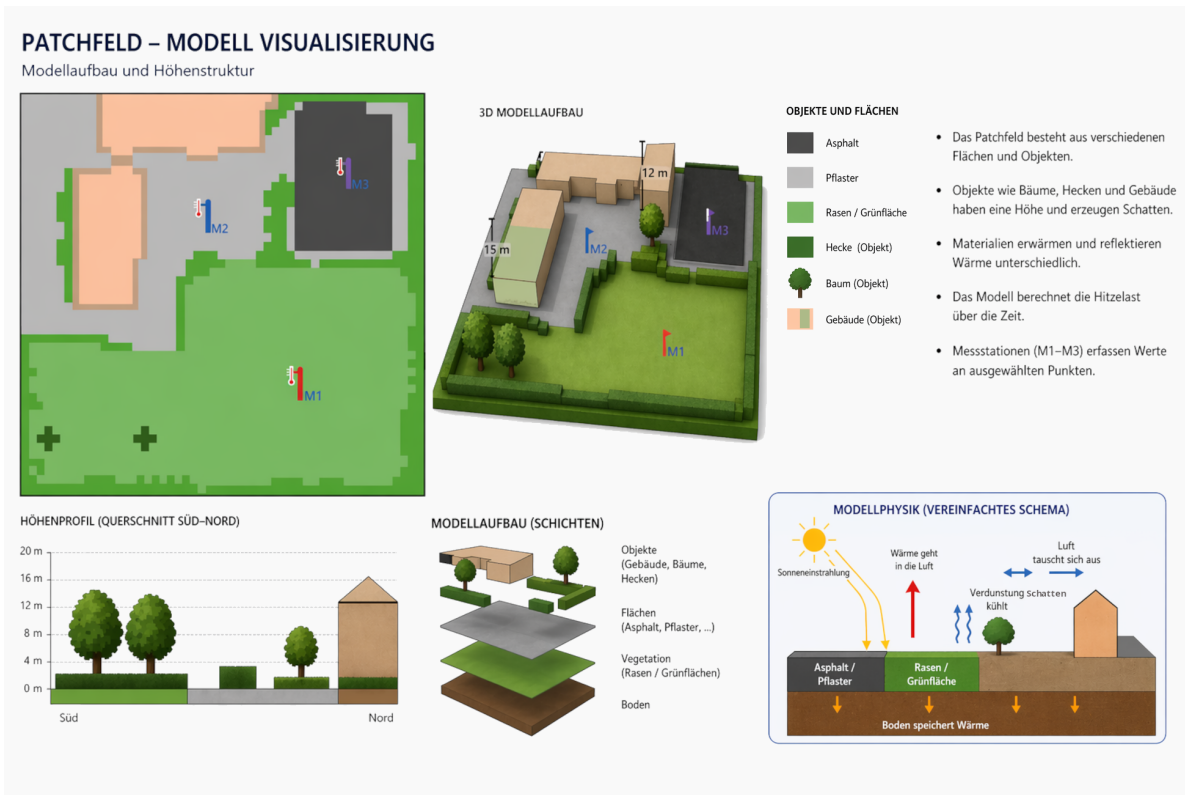 PATCHFELD – MODELL VISUALISIERUNG
Modellaufbau und Höhenstruktur
M3
M2
M1
3D MODELLAUFBAU
12 m
15 m
M2
M3
M1
OBJEKTE UND FLÄCHEN
Asphalt
Pflaster
Rasen / Grünfläche
Hecke (Objekt)
Baum (Objekt)
Gebäude (Objekt)
• Das Patchfeld besteht aus verschiedenen
Flächen und Objekten.
• Objekte wie Bäume, Hecken und Gebäude
haben eine Höhe und erzeugen Schatten.
• Materialien erwärmen und reflektieren
Wärme unterschiedlich.
• Das Modell berechnet die Hitzelast
über die Zeit.
• Messstationen (M1–M3) erfassen Werte
an ausgewählten Punkten.
HÖHENPROFIL (QUERSCHNITT SÜD–NORD)
20 m
16 m
12 m
8 m
4 m
0 m
Süd
Nord
MODELLAUFBAU (SCHICHTEN)
Objekte
(Gebäude, Bäume,
Hecken)
Flächen
(Asphalt, Pflaster, ...)
Vegetation
(Rasen / Grünflächen)
Boden
MODELLPHYSIK (VEREINFACHTES SCHEMA)
Sonneneinstrahlung
Wärme geht
in die Luft
Luft
tauscht sich aus
Verdunstung
kühlt
Schatten
Asphalt /
Pflaster
Rasen /
Grünfläche
Boden speichert Wärme